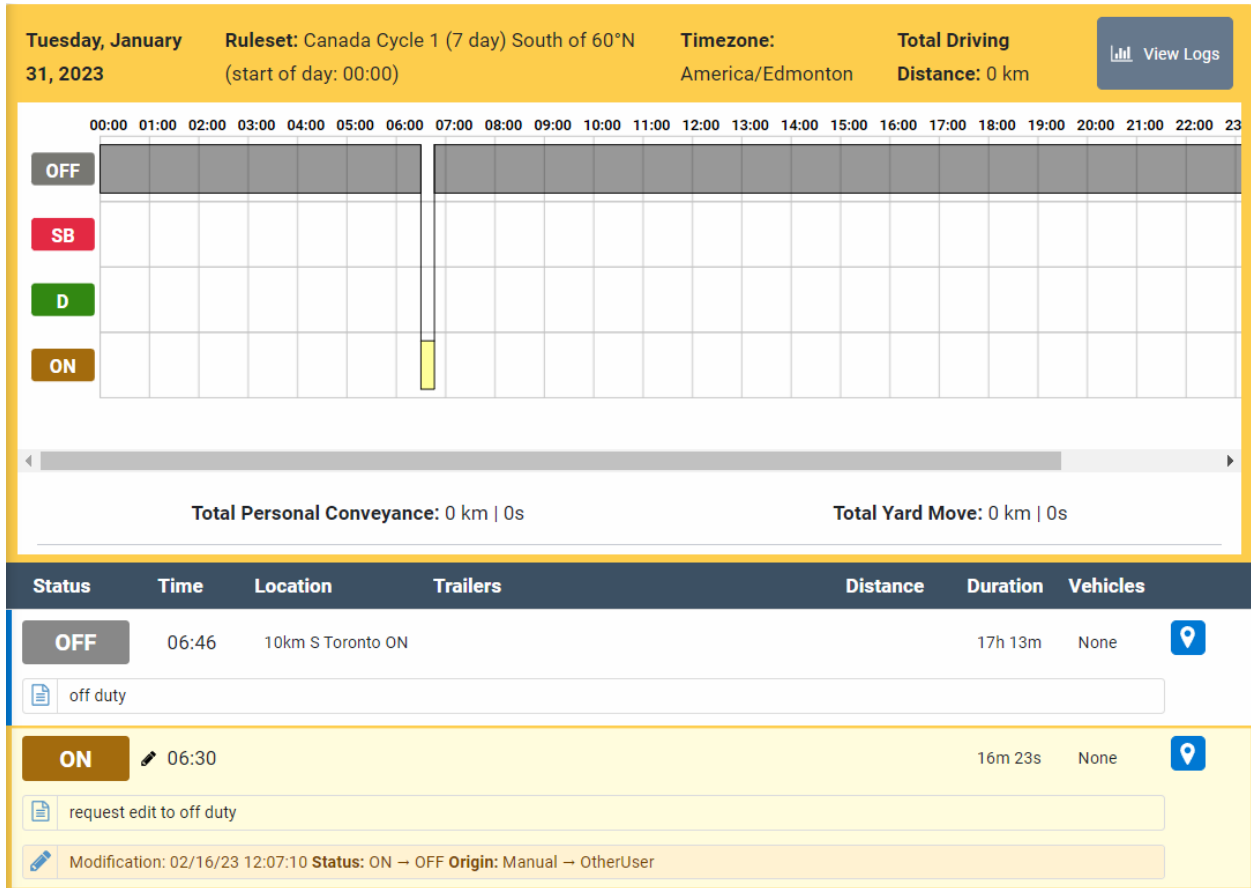 Tuesday, January 31, 2023
Ruleset: Canada Cycle 1 (7 day) South of 60°N (start of day: 00:00)
Timezone: America/Edmonton
Total Driving Distance: 0 km
View Logs
00:00 01:00 02:00 03:00 04:00 05:00 06:00 07:00 08:00 09:00 10:00 11:00 12:00 13:00 14:00 15:00 16:00 17:00 18:00 19:00 20:00 21:00 22:00 23
OFF
SB
D
ON
Total Personal Conveyance: 0 km | 0s Total Yard Move: 0 km | 0s
Status Time Location Trailers Distance Duration Vehicles
OFF 06:46 10km S Toronto ON 17h 13m None
off duty
ON 06:30 16m 23s None
request edit to off duty
Modification: 02/16/23 12:07:10 Status: ON → OFF Origin: Manual → OtherUser